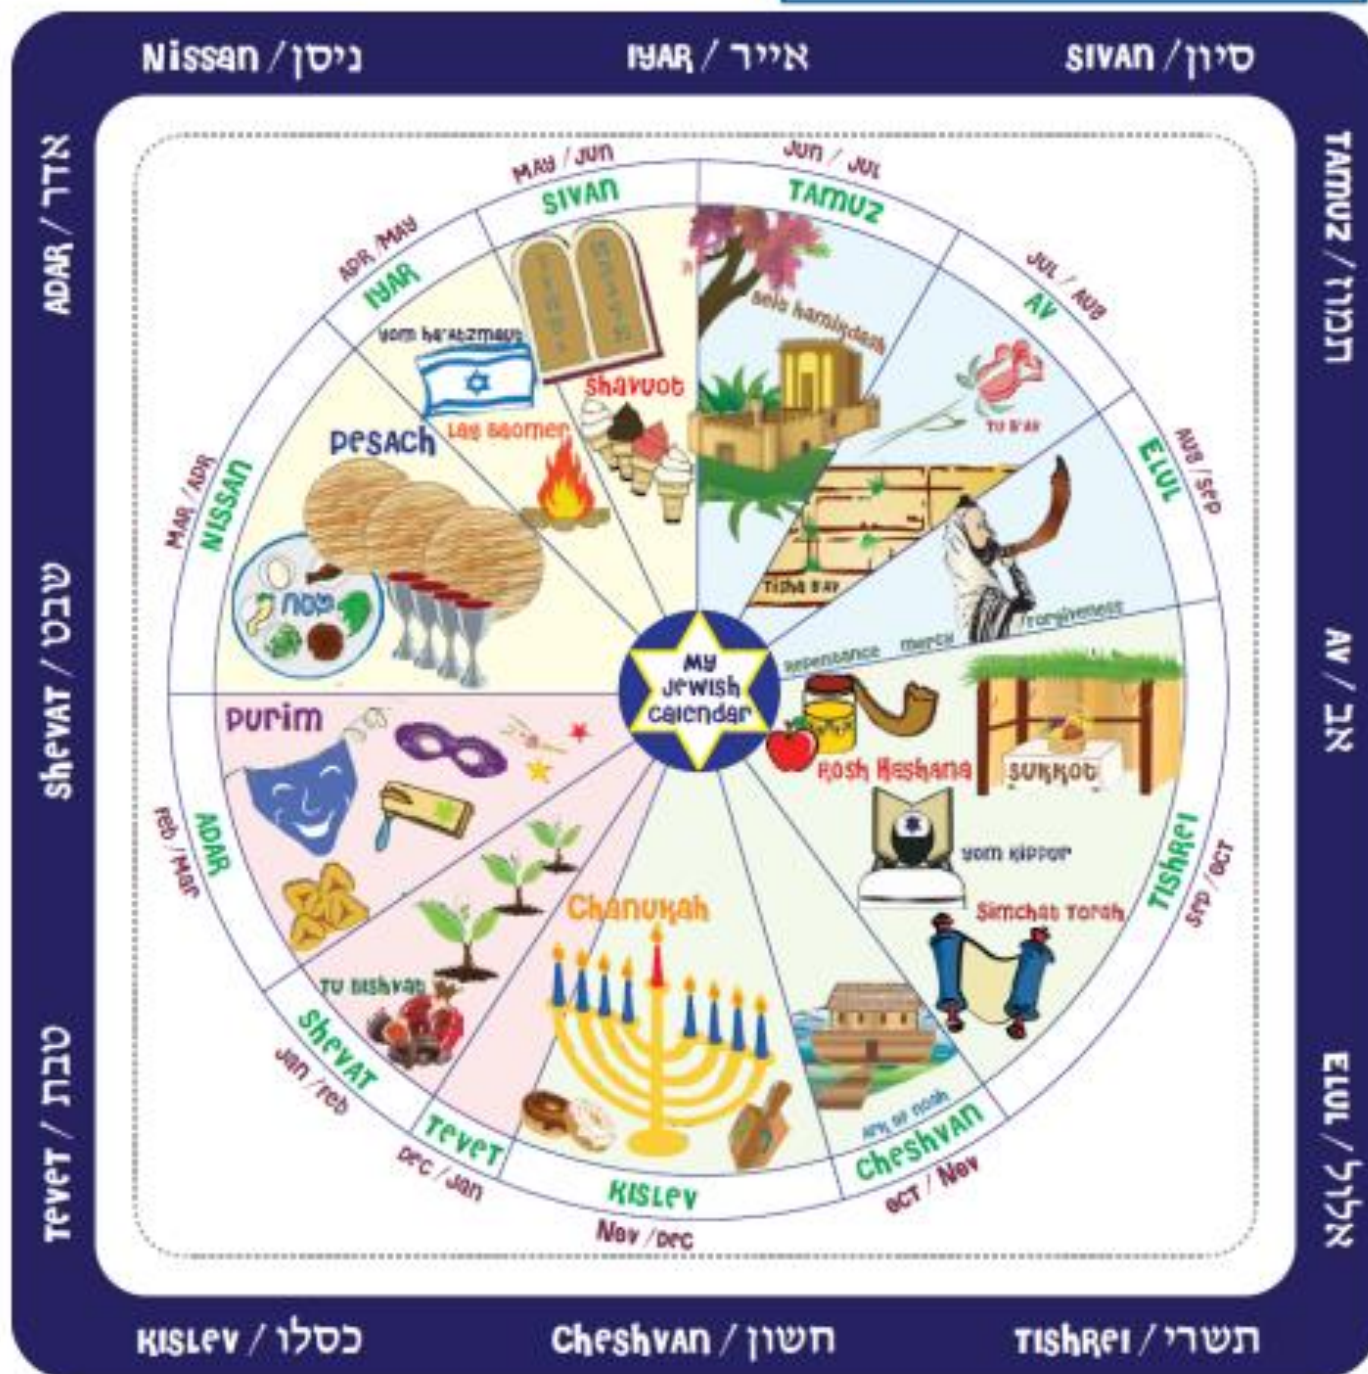 Nissan / ניסן
IYAR / אייר
SIVAN / סיון
TAMUZ / תמוז
AV / אב
ELUL / אלול
TISHREI / תשרי
CHESHVAN / חשון
KISLEV / כסלו
TEVET / טבת
SHEVAT / שבט
ADAR / אדר
MAY / JUN
SIVAN
Shavuot
JUN / JUL
TAMUZ
Beis Hamikdash
JUL / AUG
AV
TU B'AV
Tisha B'AV
AUG / SEP
ELUL
Repentance mercy Forgiveness
SEP / OCT
TISHREI
Rosh Hashana
SUKKOT
Yom Kippur
Simchat Torah
OCT / NOV
CHESHVAN
Ark of Noah
NOV / DEC
KISLEV
Chanukah
DEC / JAN
TEVET
JAN / FEB
SHEVAT
TU BISHVAT
FEB / MAR
ADAR
PURIM
MAR / APR
NISSAN
PESACH
פסח
APR / MAY
IYAR
Yom Ha'Atzmaut
LAG BAOMER
My
Jewish
Calendar